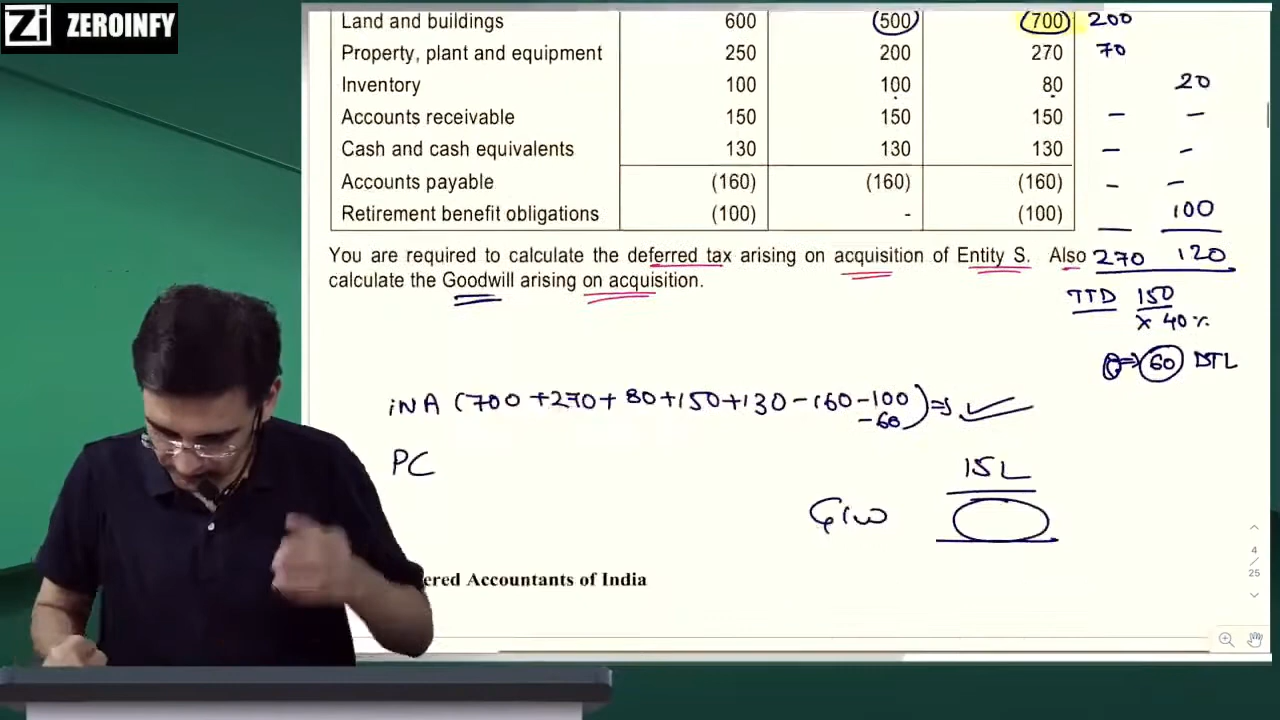 Zi ZEROINFY
Land and buildings 600 500 (700) 200
Property, plant and equipment 250 200 270 70
Inventory 100 100 80 20
Accounts receivable 150 150 150 - -
Cash and cash equivalents 130 130 130 - -
Accounts payable (160) (160) (160) - -
Retirement benefit obligations (100) - (100) 100
You are required to calculate the deferred tax arising on acquisition of Entity S. Also 270 120
calculate the Goodwill arising on acquisition.
TTD 150
x 40%
⇒ 60 DTL
iNA (700 +270+ 80+150+130 -160-100
-60) ⇒
PC 15L
G/w
ered Accountants of India
4
/
25